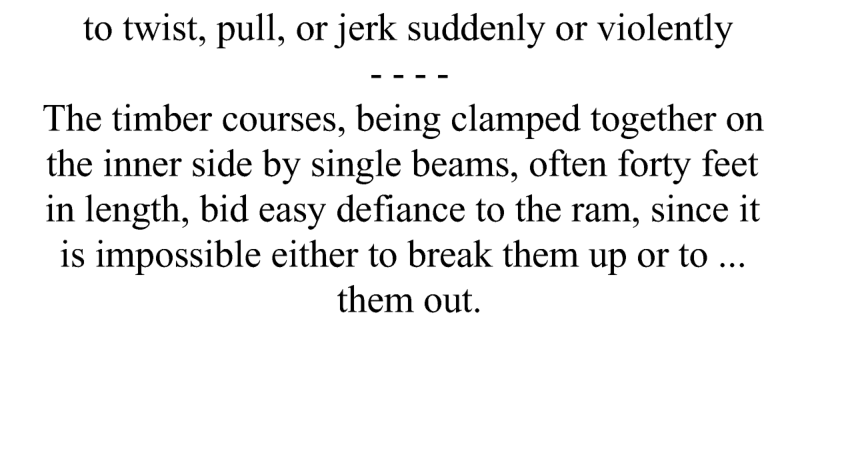 to twist, pull, or jerk suddenly or violently
- - - -
The timber courses, being clamped together on
the inner side by single beams, often forty feet
in length, bid easy defiance to the ram, since it
is impossible either to break them up or to ...
them out.